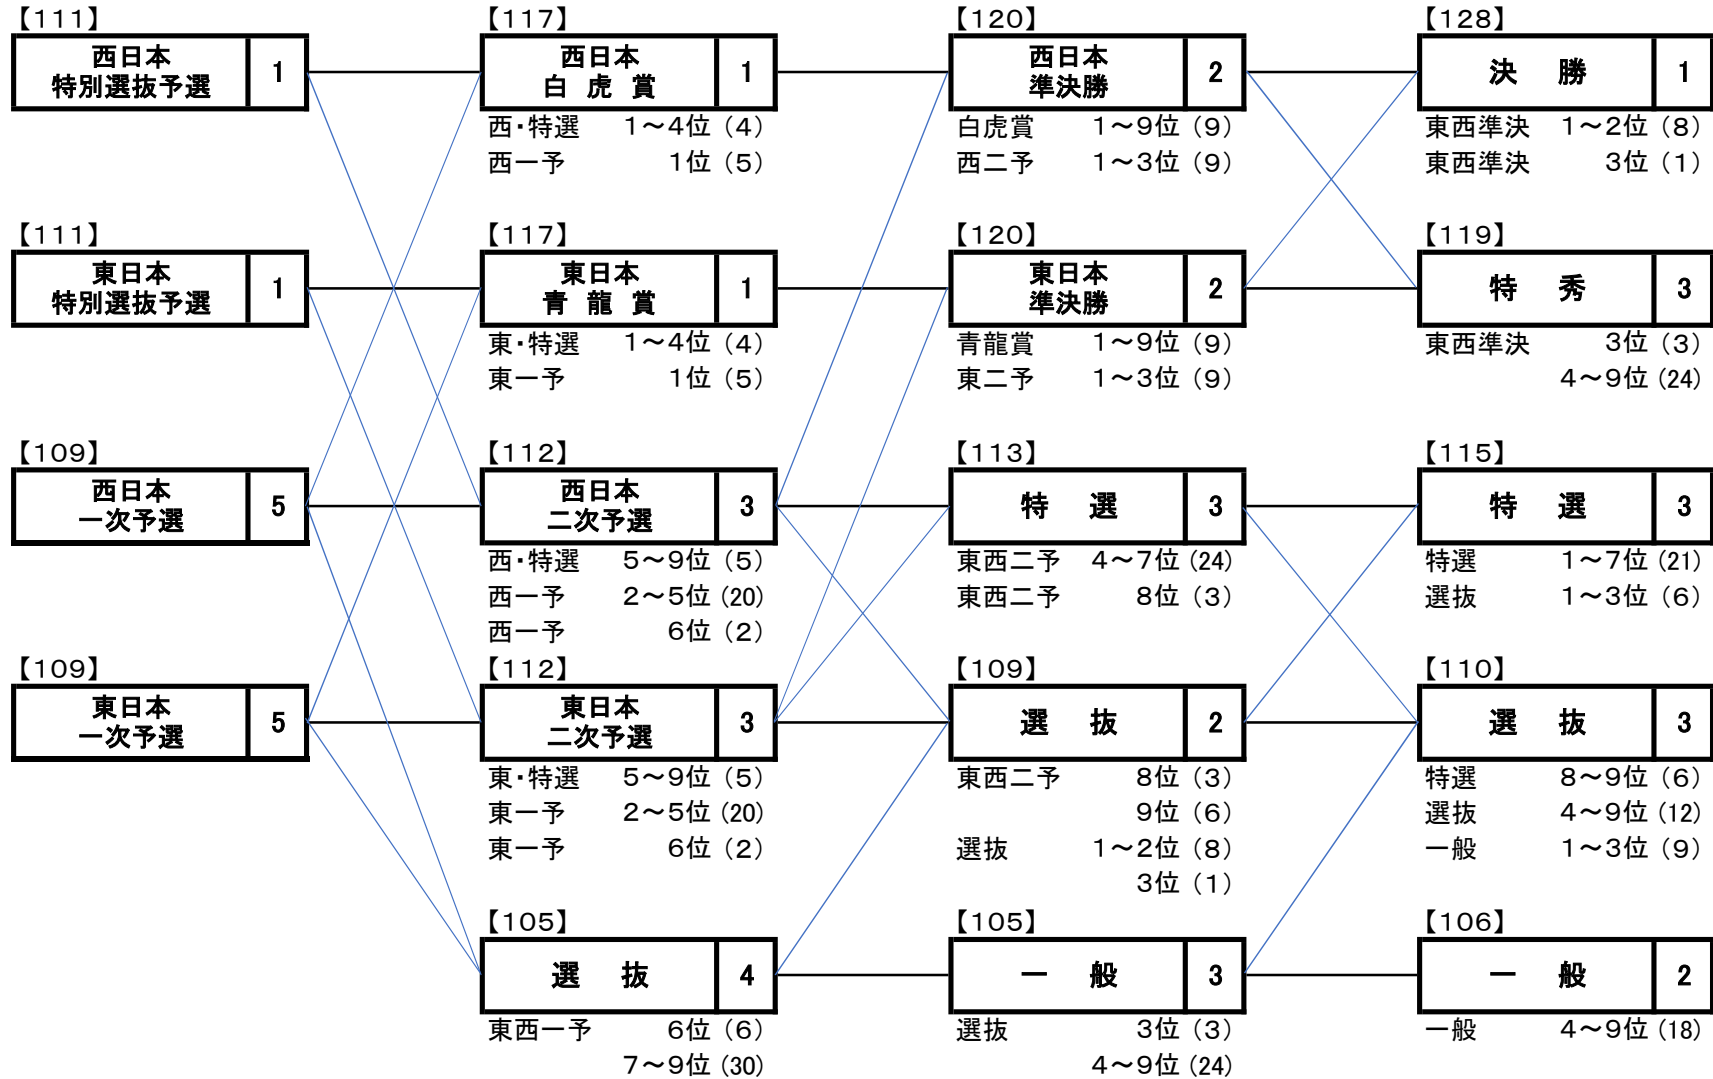 【111】
西日本
特別選抜予選
1
【111】
東日本
特別選抜予選
1
【109】
西日本
一次予選
5
【109】
東日本
一次予選
5
【117】
西日本
白 虎 賞
1
西・特選 1～4位（4）
西一予 1位（5）
【117】
東日本
青 龍 賞
1
東・特選 1～4位（4）
東一予 1位（5）
【112】
西日本
二次予選
3
西・特選 5～9位（5）
西一予 2～5位(20)
西一予 6位（2）
【112】
東日本
二次予選
3
東・特選 5～9位（5）
東一予 2～5位(20)
東一予 6位（2）
【105】
選 抜
4
東西一予 6位（6）
7～9位(30)
【120】
西日本
準決勝
2
白虎賞 1～9位（9）
西二予 1～3位（9）
【120】
東日本
準決勝
2
青龍賞 1～9位（9）
東二予 1～3位（9）
【113】
特 選
3
東西二予 4～7位(24)
東西二予 8位（3）
【109】
選 抜
2
東西二予 8位（3）
9位（6）
選抜 1～2位（8）
3位（1）
【105】
一 般
3
選抜 3位（3）
4～9位(24)
【128】
決 勝
1
東西準決 1～2位（8）
東西準決 3位（1）
【119】
特 秀
3
東西準決 3位（3）
4～9位(24)
【115】
特 選
3
特選 1～7位(21)
選抜 1～3位（6）
【110】
選 抜
3
特選 8～9位（6）
選抜 4～9位(12)
一般 1～3位（9）
【106】
一 般
2
一般 4～9位(18)